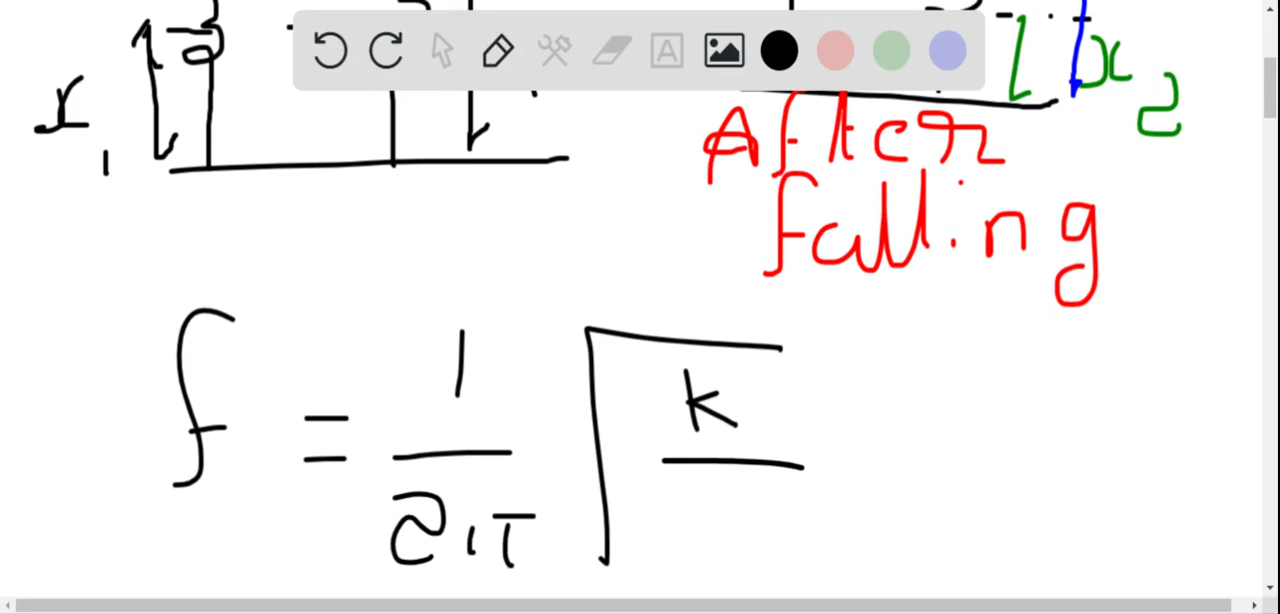 x₁
x₂
After
falling
f = 1/2π √k